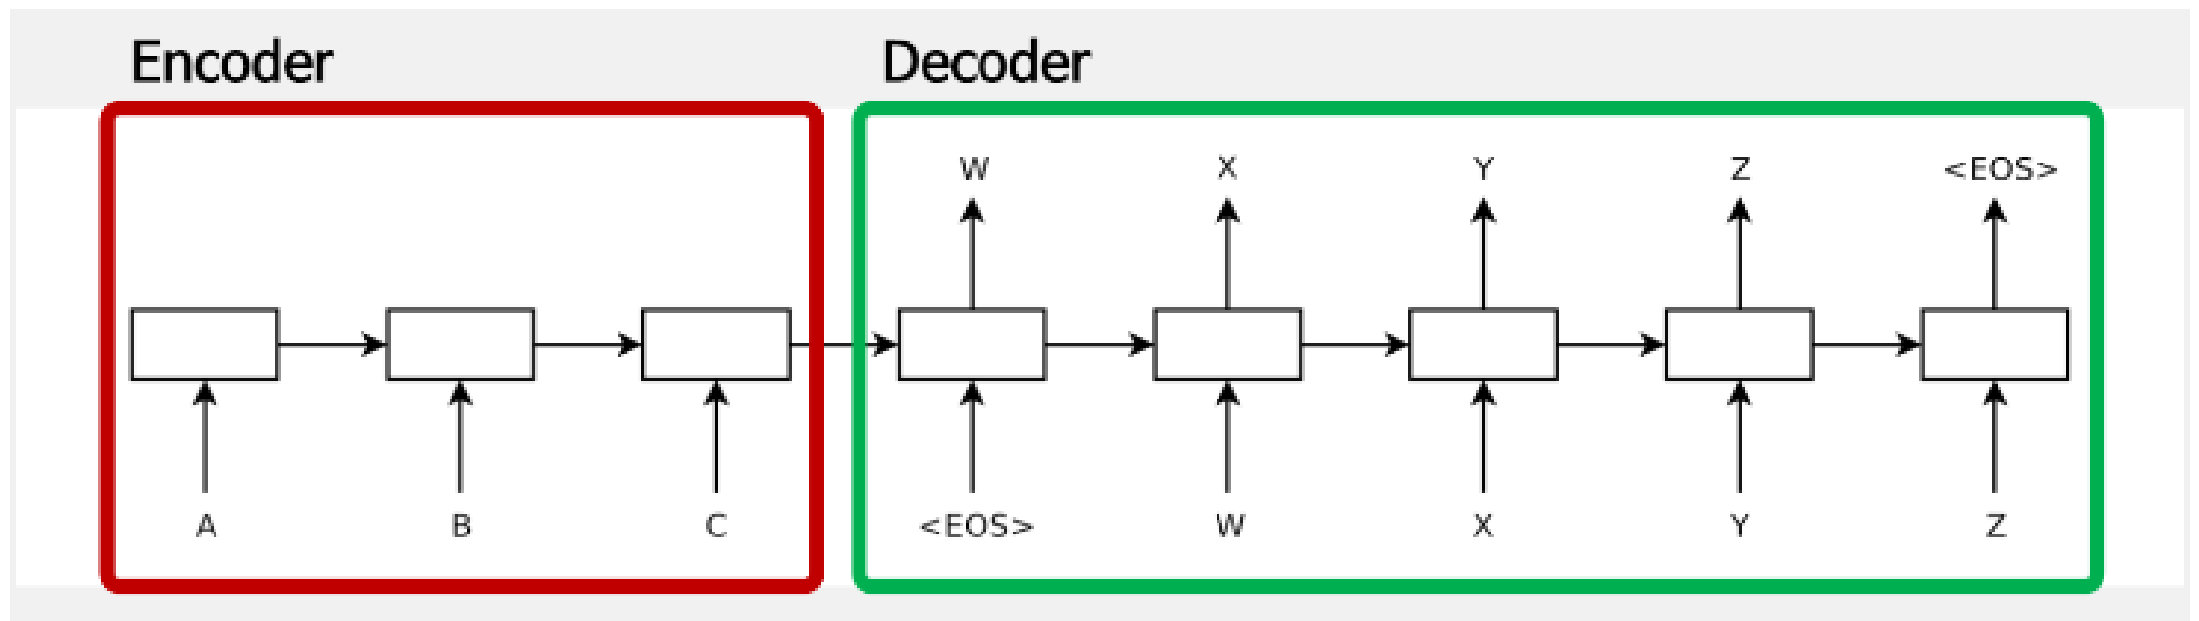 Encoder Decoder
W X Y Z <EOS>
A B C <EOS> W X Y Z